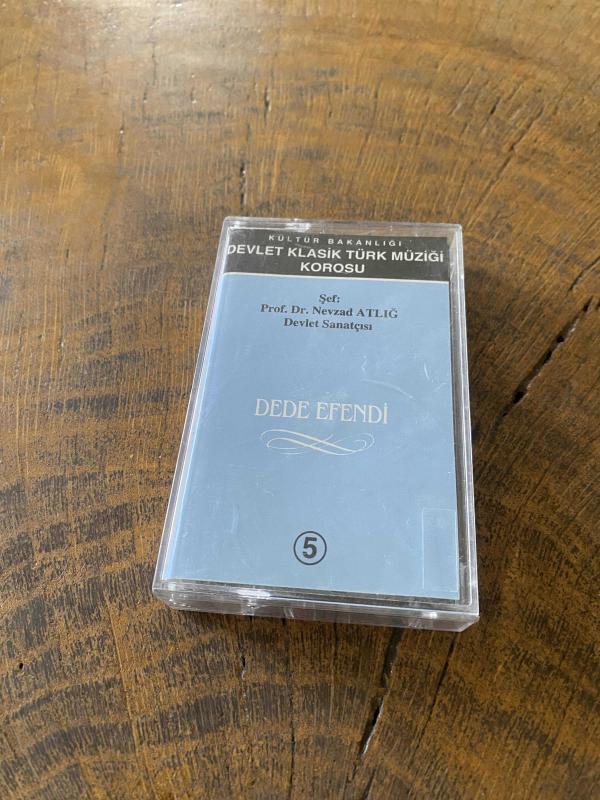 KÜLTÜR BAKANLIĞI
DEVLET KLASİK TÜRK MÜZİĞİ
KOROSU
Şef:
Prof. Dr. Nevzad ATLIĞ
Devlet Sanatçısı
DEDE EFENDİ
5